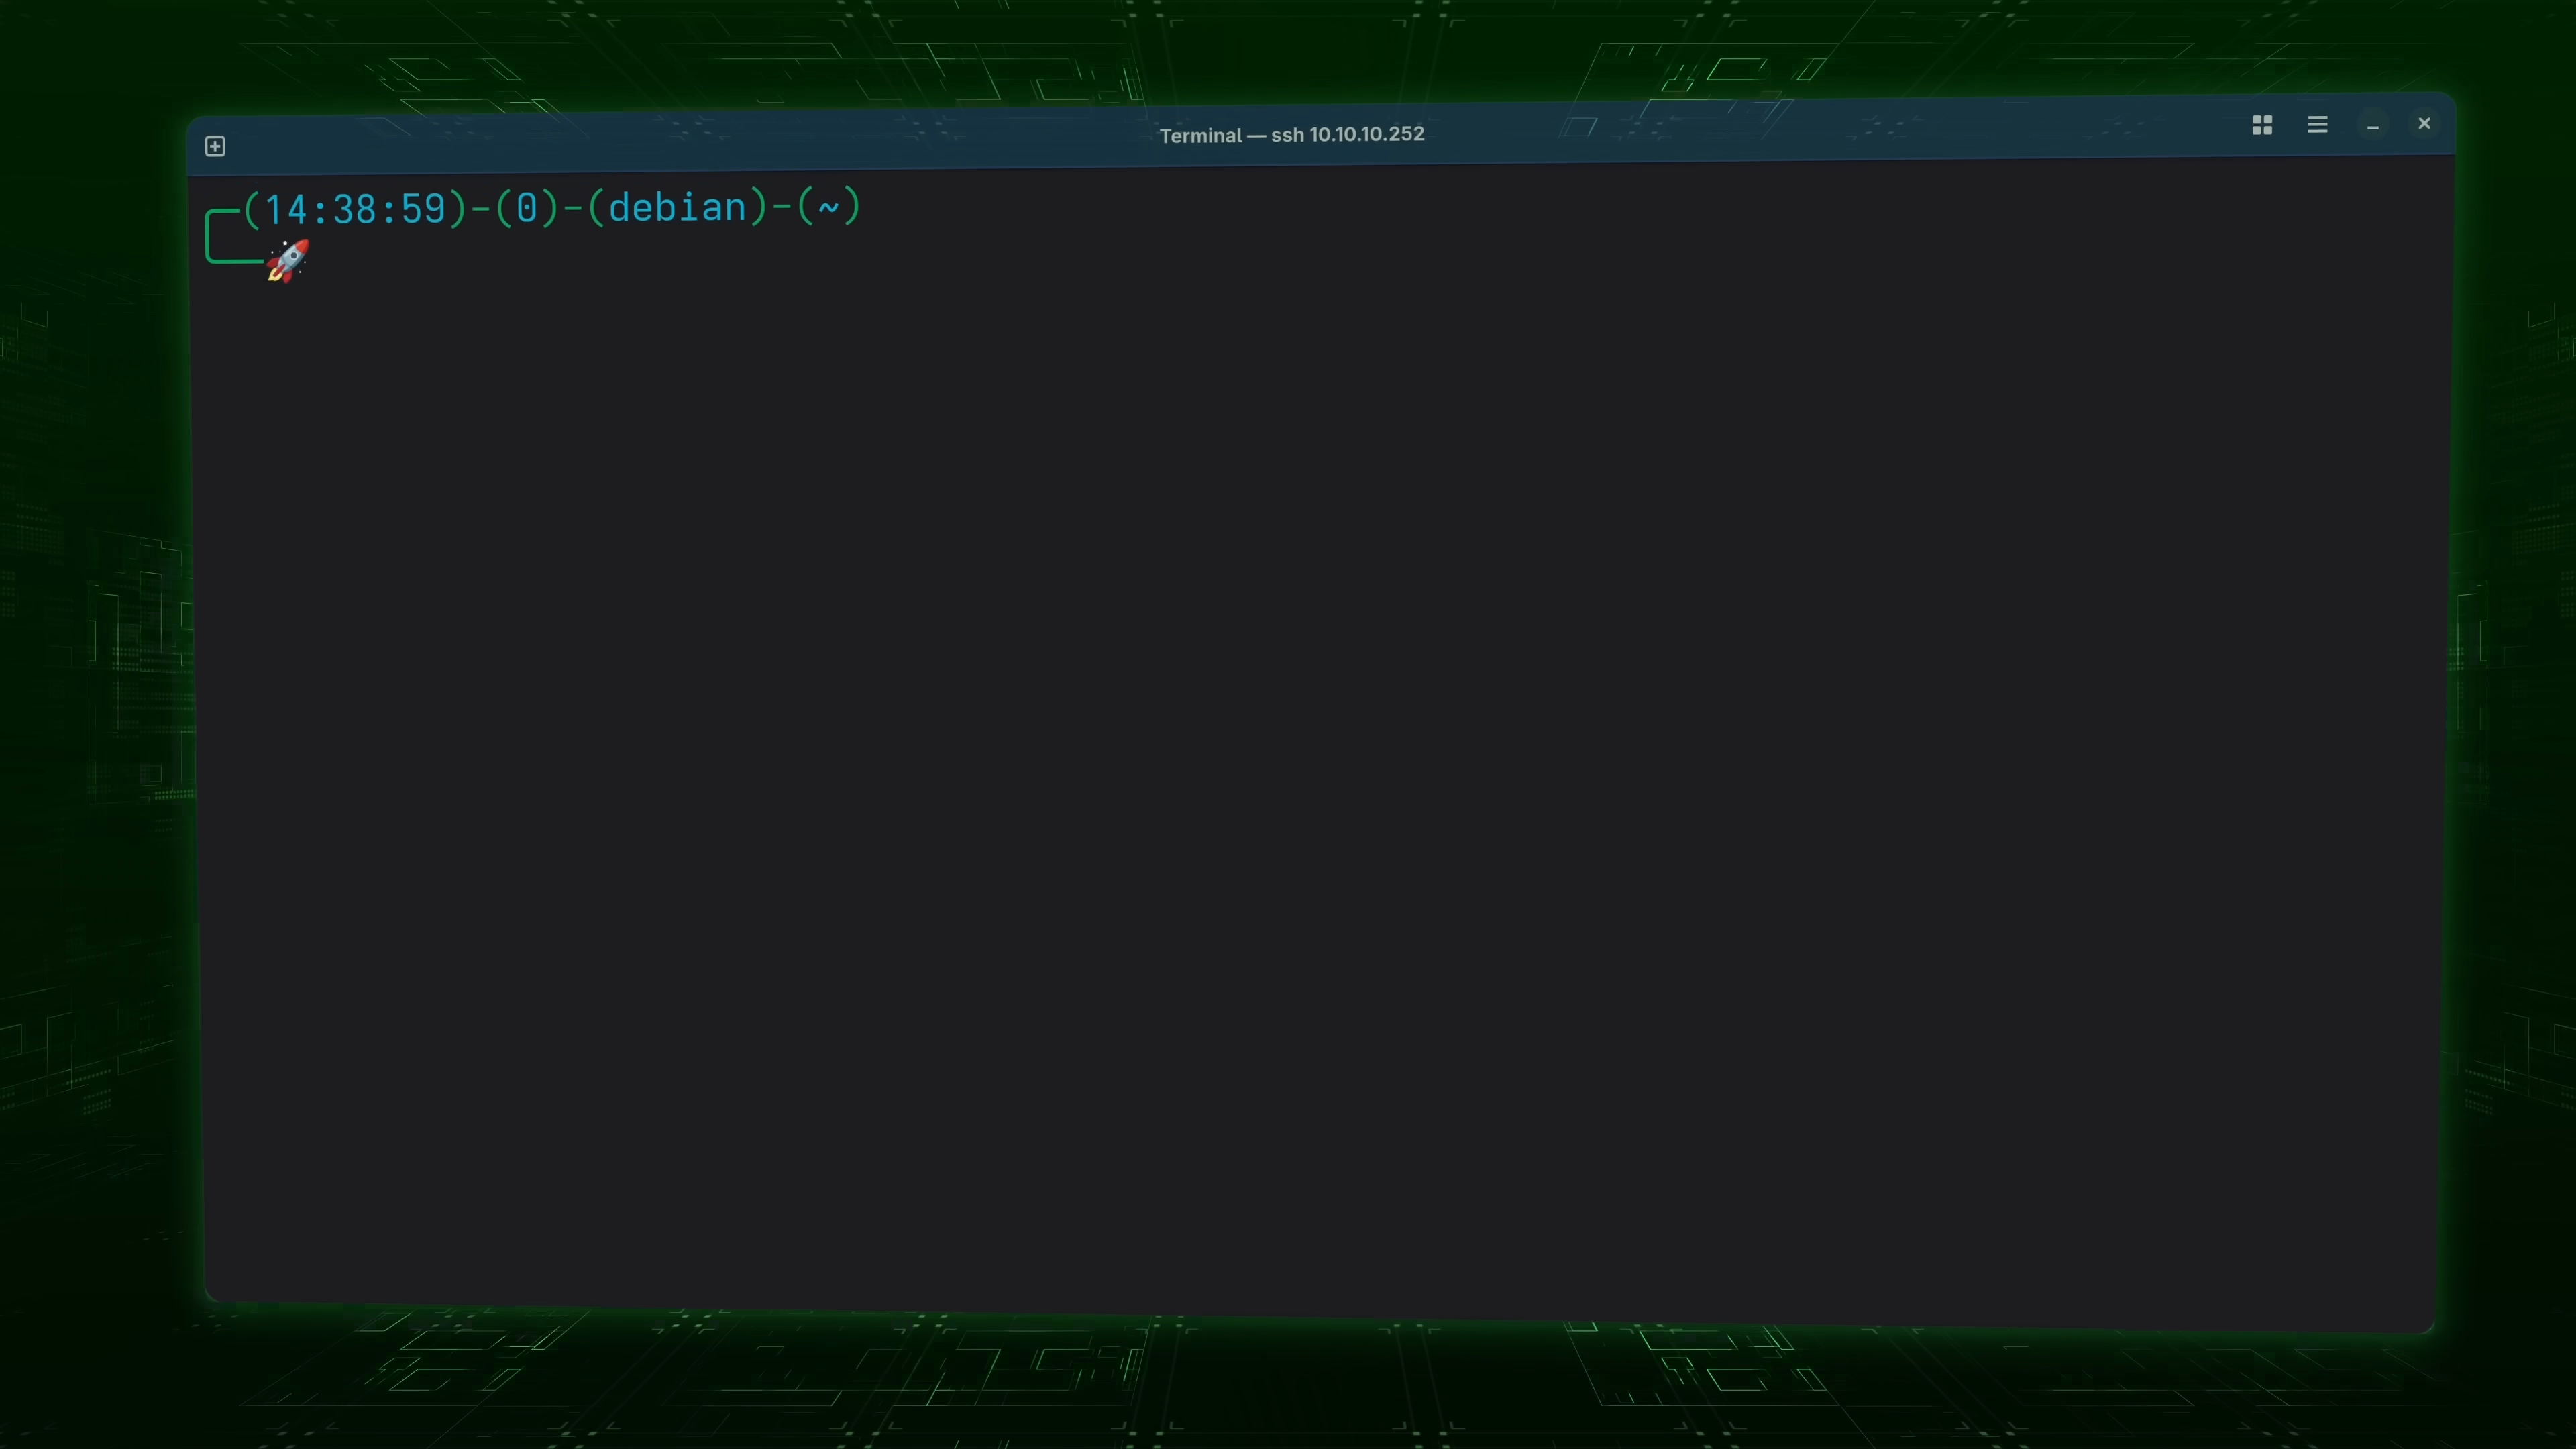 Terminal — ssh 10.10.10.252
(14:38:59)-(0)-(debian)-(~)
🚀